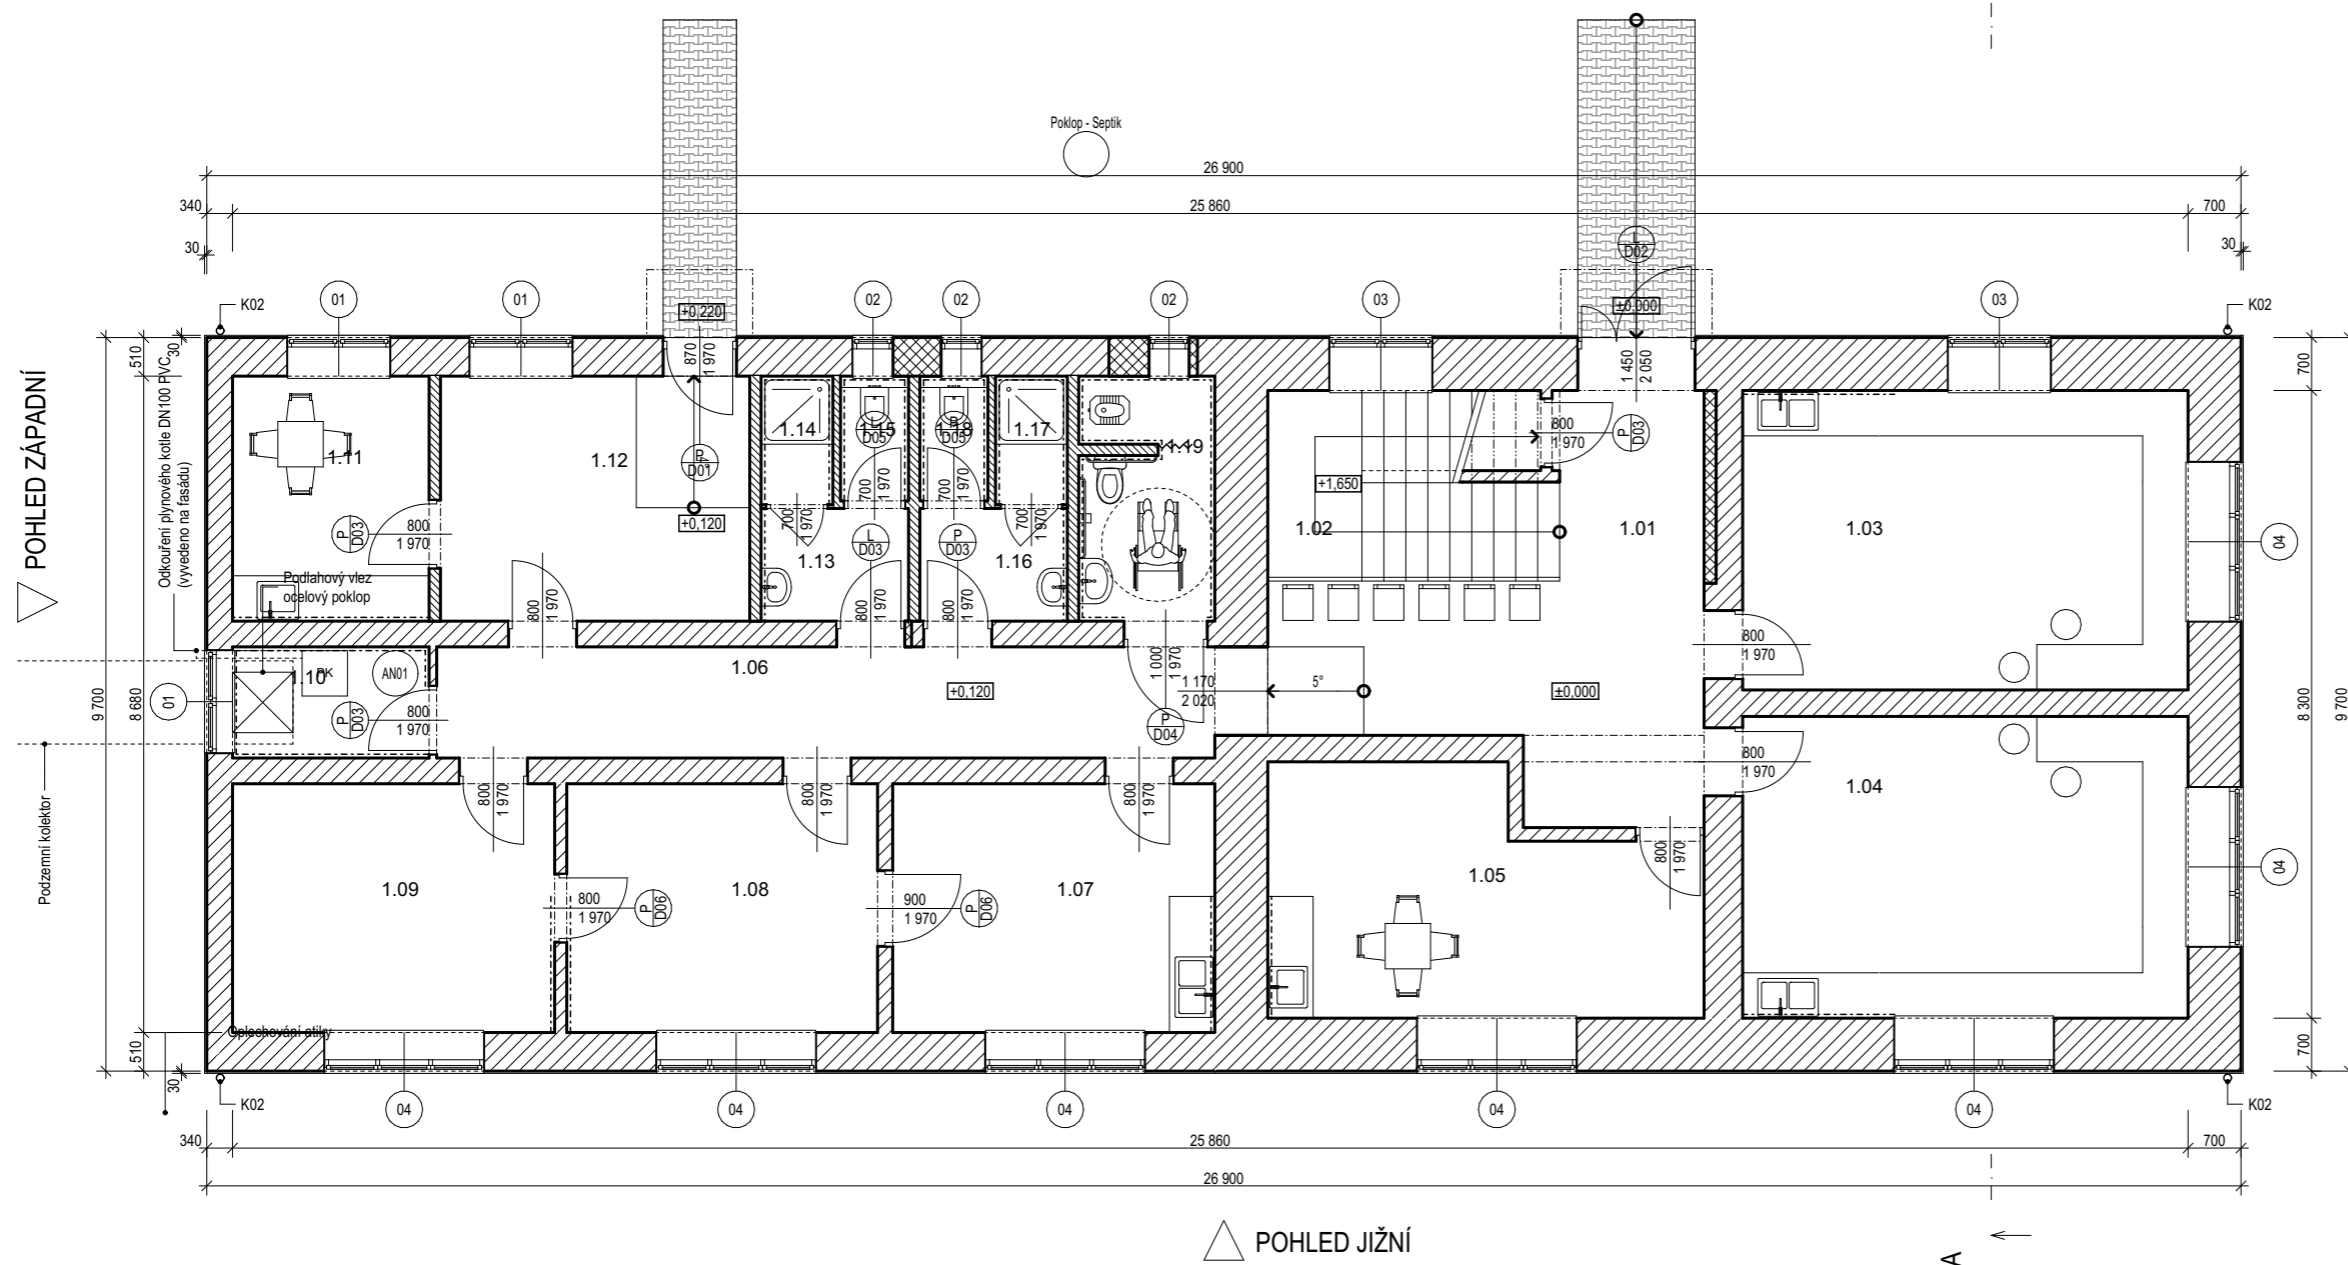 Poklop - Septik
26 900
340
25 860
700
30
30
L
D02
K02
01
01
+0,220
02
02
02
03
±0,000
03
K02
510
30
870
1 970
1 450
2 050
700
POHLED ZÁPADNÍ
Odkouření plynového kotle DN100 PVC
(vyvedeno na fasádu)
1.11
1.12
P
D01
1.14
1.15
L
D05
1.18
P
D05
1.17
1.19
800
1 970
P
D03
+1,650
+0,120
700
1 970
700
1 970
700
1 970
700
1 970
P
D03
800
1 970
L
D03
P
D03
1.13
1.16
1.02
1.01
1.03
04
Podlahový vlez
ocelový poklop
800
1 970
800
1 970
800
1 970
800
1 970
1.06
1.10
PK
AN01
1 000
1 970
+0,120
1 170
2 020
5°
±0,000
01
P
D03
800
1 970
P
D04
9 700
8 680
8 300
9 700
800
1 970
1.04
800
1 970
800
1 970
800
1 970
800
1 970
Podzemní kolektor
1.09
800
1 970
P
D06
1.08
900
1 970
P
D06
1.07
1.05
04
Oplechování atiky
510
30
700
K02
04
04
04
04
04
K02
340
25 860
700
26 900
POHLED JIŽNÍ
A